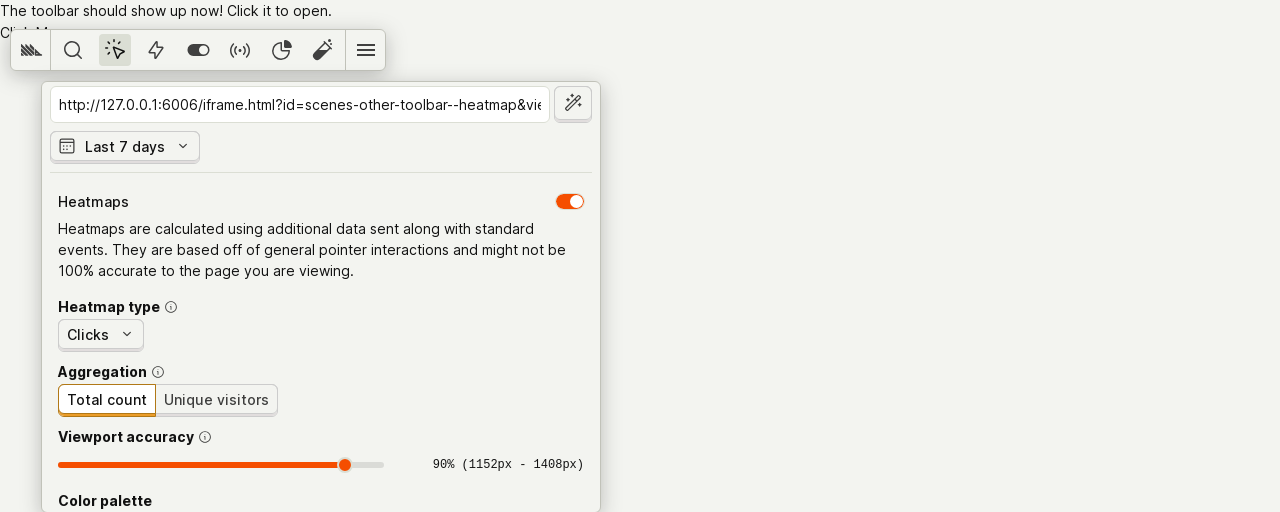 The toolbar should show up now! Click it to open.
http://127.0.0.1:6006/iframe.html?id=scenes-other-toolbar--heatmap&vie
Last 7 days
Heatmaps
Heatmaps are calculated using additional data sent along with standard
events. They are based off of general pointer interactions and might not be
100% accurate to the page you are viewing.
Heatmap type
Clicks
Aggregation
Total count Unique visitors
Viewport accuracy
90% (1152px - 1408px)
Color palette